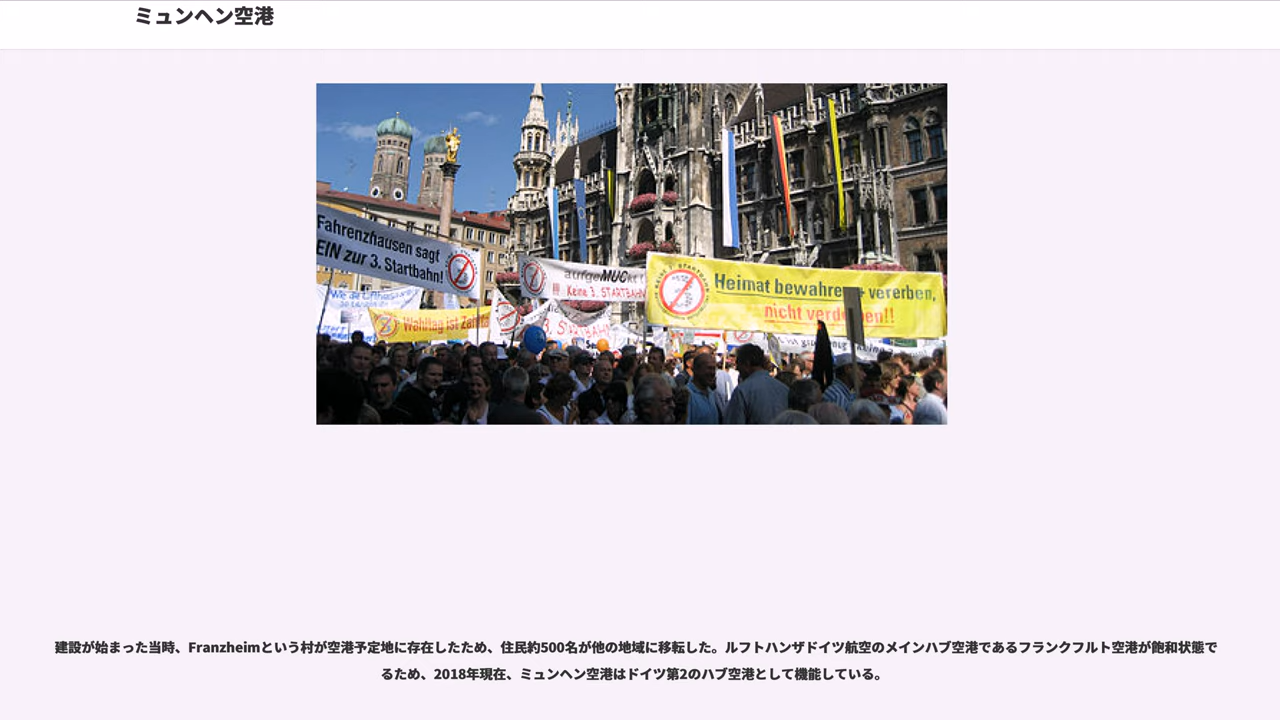 ミュンヘン空港
Fahrenzhausen sagt
EIN zur 3. Startbahn!
aufgeMUCkt
Keine 3. STARTBAHN
Wahltag ist
Heimat bewahren + vererben,
nicht
建設が始まった当時、Franzheimという村が空港予定地に存在したため、住民約500名が他の地域に移転した。ルフトハンザドイツ航空のメインハブ空港であるフランクフルト空港が飽和状態で
るため、2018年現在、ミュンヘン空港はドイツ第2のハブ空港として機能している。